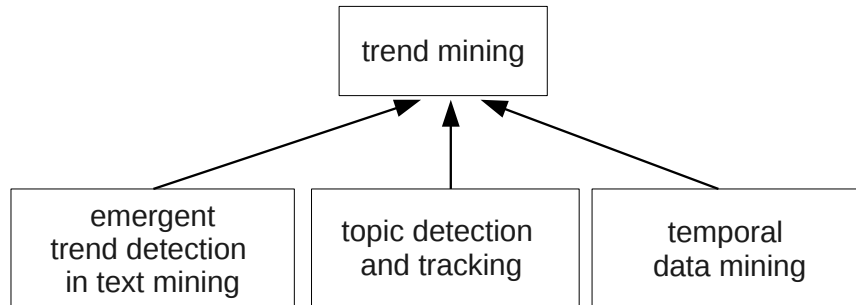 trend mining
emergent
trend detection
in text mining
topic detection
and tracking
temporal
data mining